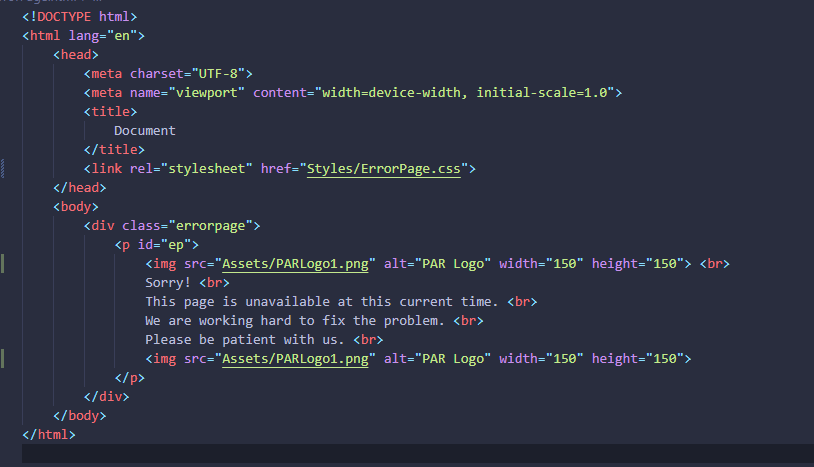 <!DOCTYPE html>
<html lang="en">
    <head>
        <meta charset="UTF-8">
        <meta name="viewport" content="width=device-width, initial-scale=1.0">
        <title>
            Document
        </title>
        <link rel="stylesheet" href="Styles/ErrorPage.css">
    </head>
    <body>
        <div class="errorpage">
            <p id="ep">
                <img src="Assets/PARLogo1.png" alt="PAR Logo" width="150" height="150"> <br>
                Sorry! <br>
                This page is unavailable at this current time. <br>
                We are working hard to fix the problem. <br>
                Please be patient with us. <br>
                <img src="Assets/PARLogo1.png" alt="PAR Logo" width="150" height="150">
            </p>
        </div>
    </body>
</html>